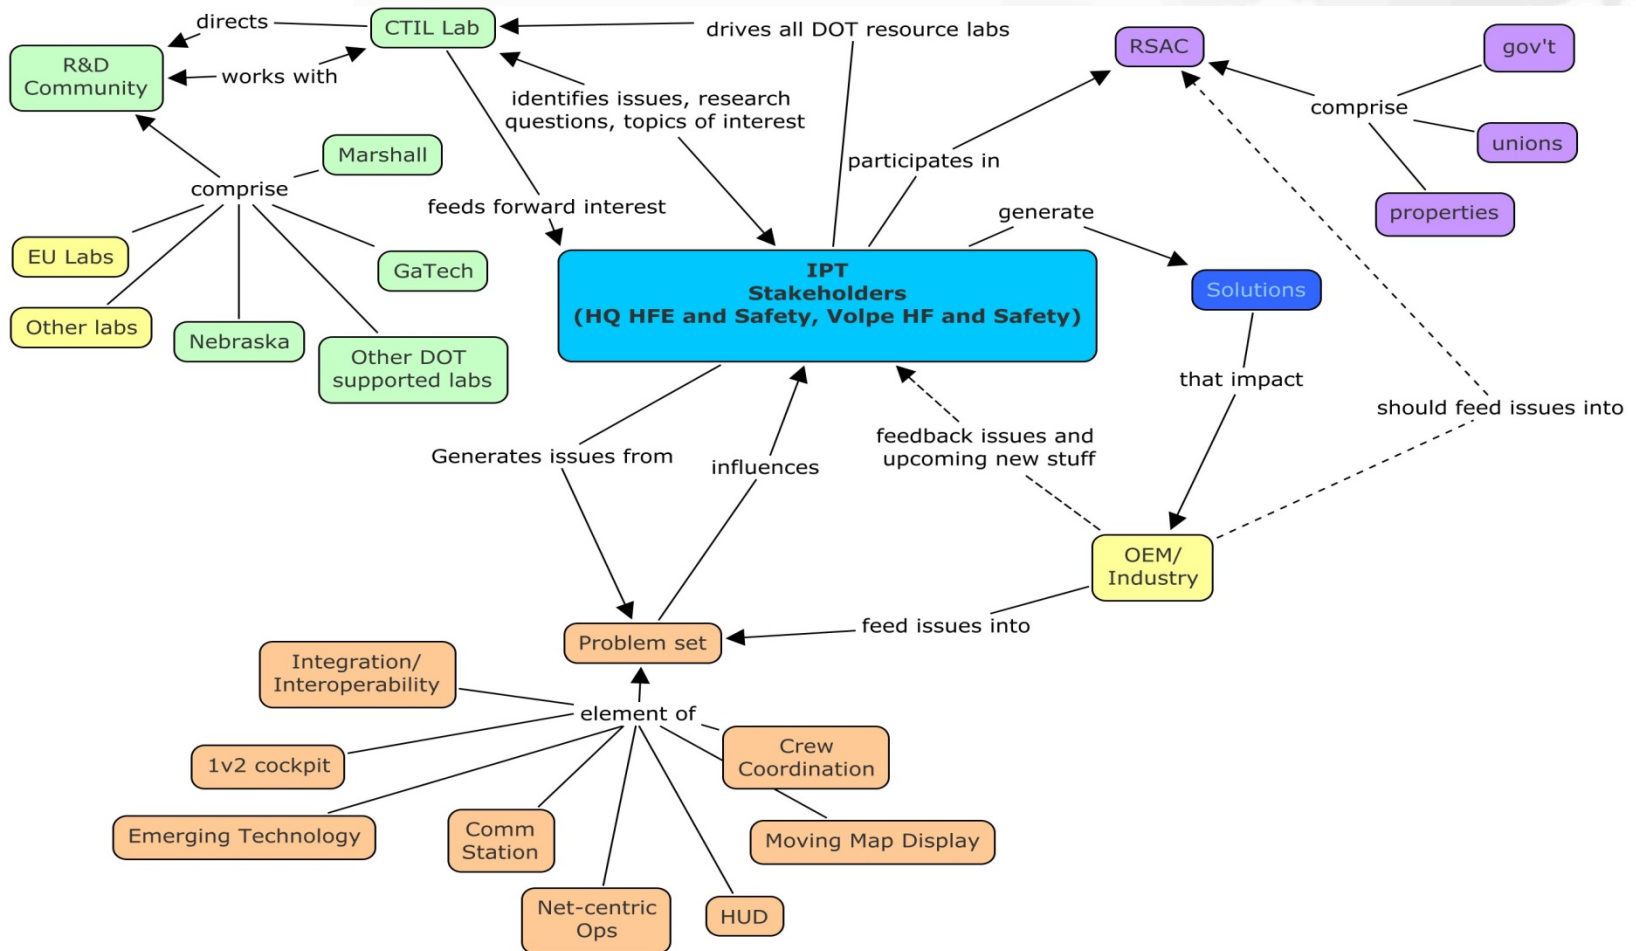 directs
CTIL Lab
drives all DOT resource labs
RSAC
gov't
R&D
Community
works with
identifies issues, research
questions, topics of interest
comprise
unions
Marshall
participates in
comprise
feeds forward interest
generate
properties
EU Labs
GaTech
IPT
Stakeholders
(HQ HFE and Safety, Volpe HF and Safety)
Solutions
Other labs
Nebraska
Other DOT
supported labs
that impact
should feed issues into
Generates issues from
influences
feedback issues and
upcoming new stuff
OEM/
Industry
feed issues into
Problem set
Integration/
Interoperability
element of
1v2 cockpit
Crew
Coordination
Emerging Technology
Comm
Station
Moving Map Display
Net-centric
Ops
HUD